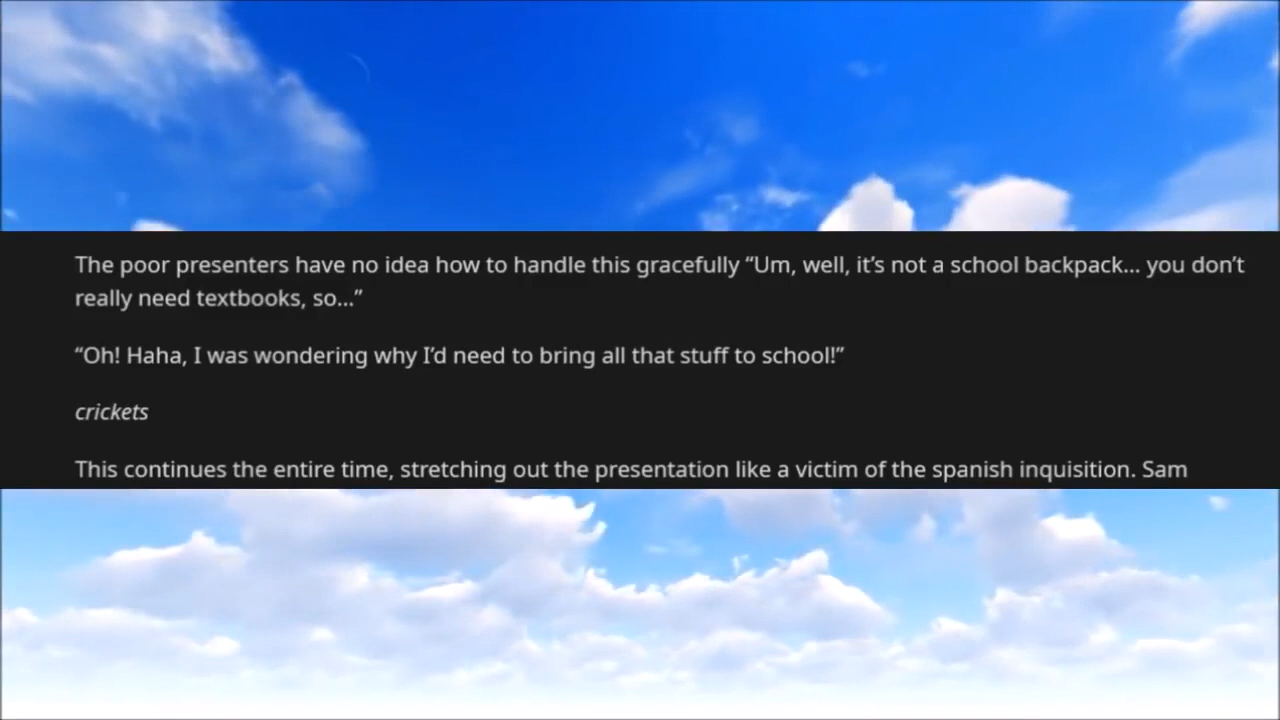 The poor presenters have no idea how to handle this gracefully “Um, well, it’s not a school backpack... you don’t
really need textbooks, so...”
“Oh! Haha, I was wondering why I’d need to bring all that stuff to school!”
crickets
This continues the entire time, stretching out the presentation like a victim of the spanish inquisition. Sam